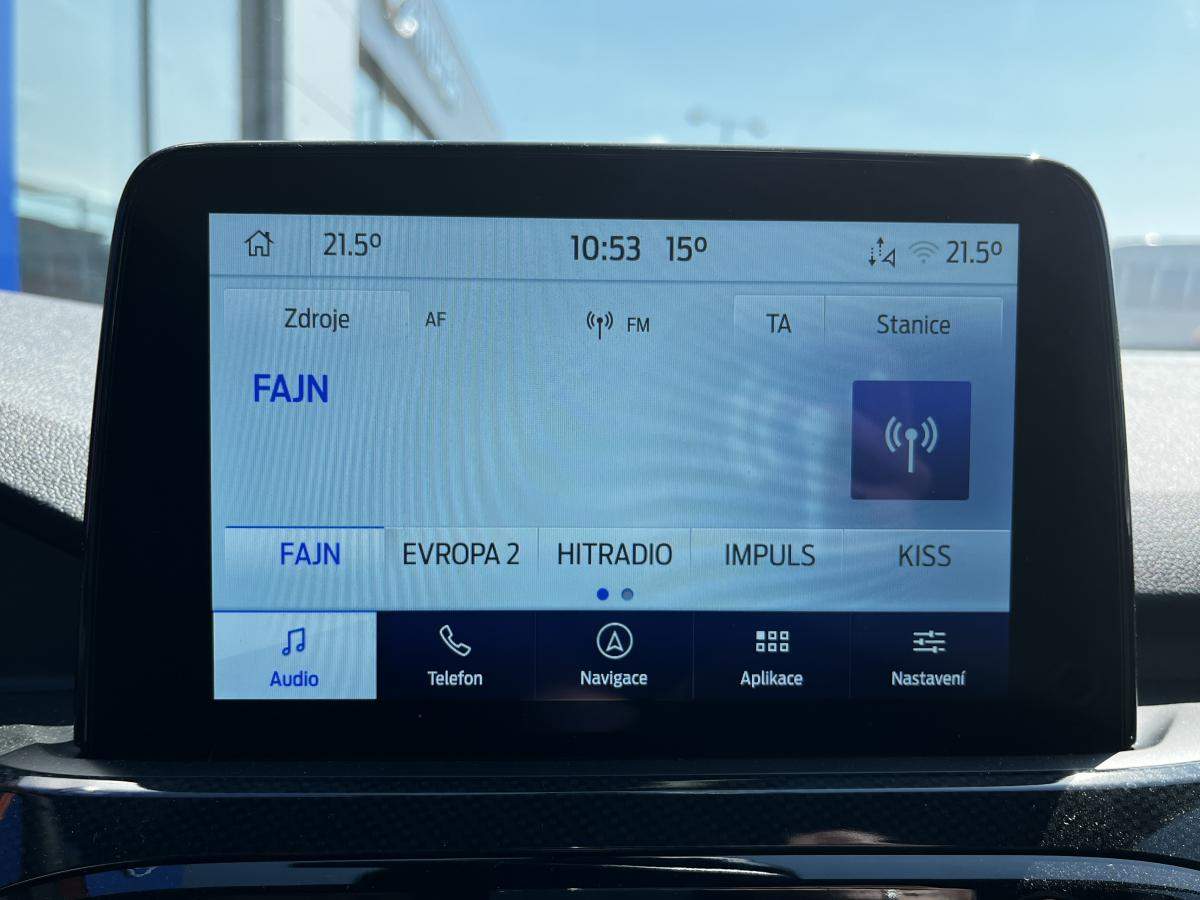 21.5° 10:53 15° 21.5°
Zdroje AF FM TA Stanice
FAJN
FAJN EVROPA 2 HITRADIO IMPULS KISS
Audio Telefon Navigace Aplikace Nastavení